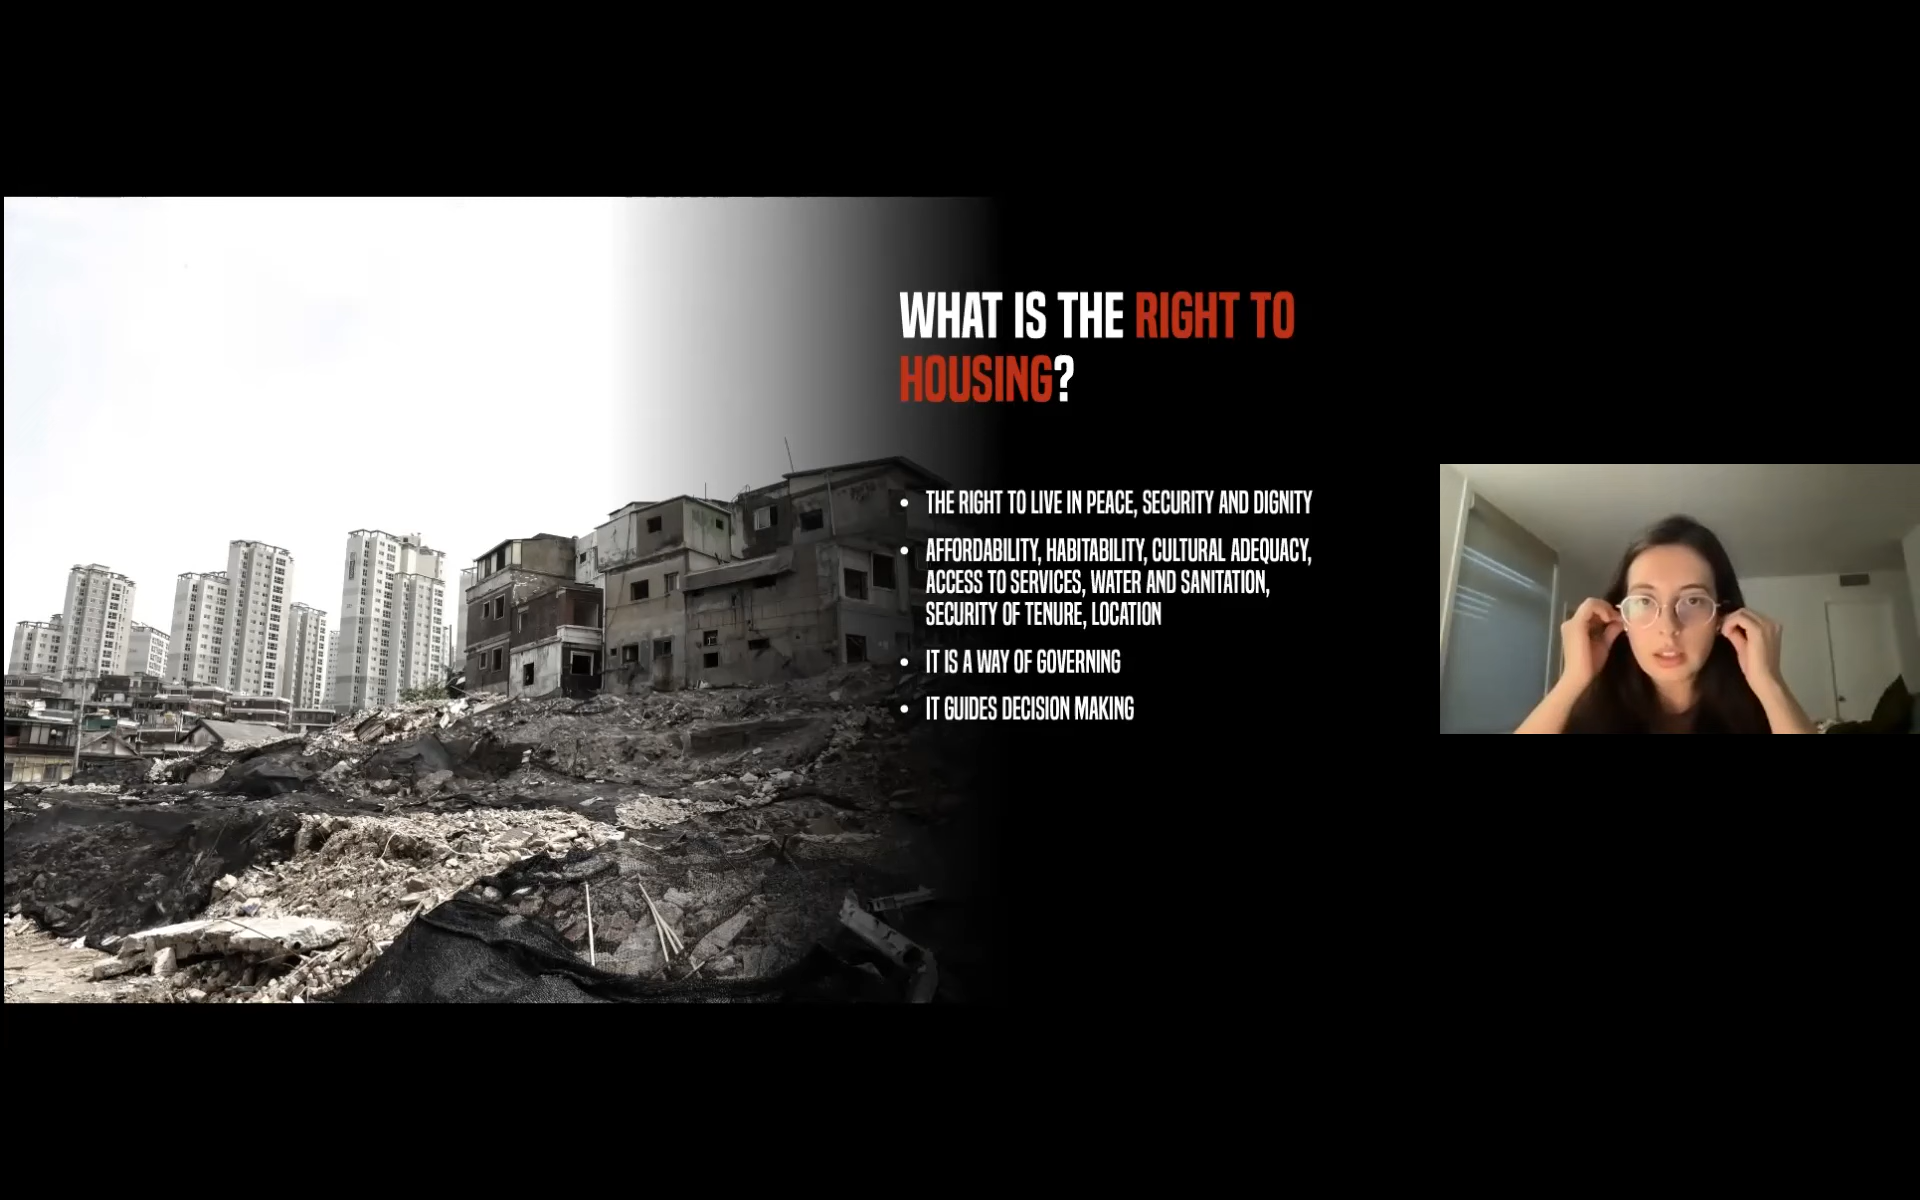 WHAT IS THE RIGHT TO
HOUSING?
• THE RIGHT TO LIVE IN PEACE, SECURITY AND DIGNITY
• AFFORDABILITY, HABITABILITY, CULTURAL ADEQUACY,
ACCESS TO SERVICES, WATER AND SANITATION,
SECURITY OF TENURE, LOCATION
• IT IS A WAY OF GOVERNING
• IT GUIDES DECISION MAKING